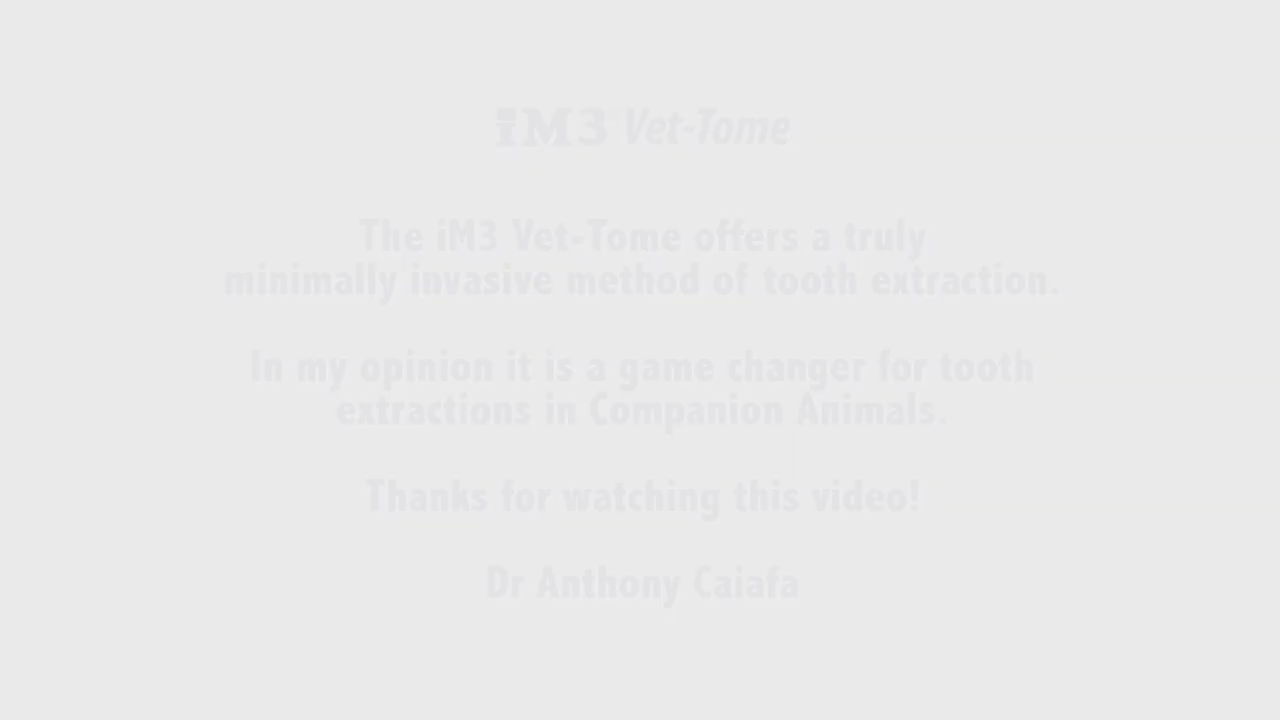 iM3 Vet-Tome
The iM3 Vet-Tome offers a truly
minimally invasive method of tooth extraction.
In my opinion it is a game changer for tooth
extractions in Companion Animals.
Thanks for watching this video!
Dr Anthony Caiafa